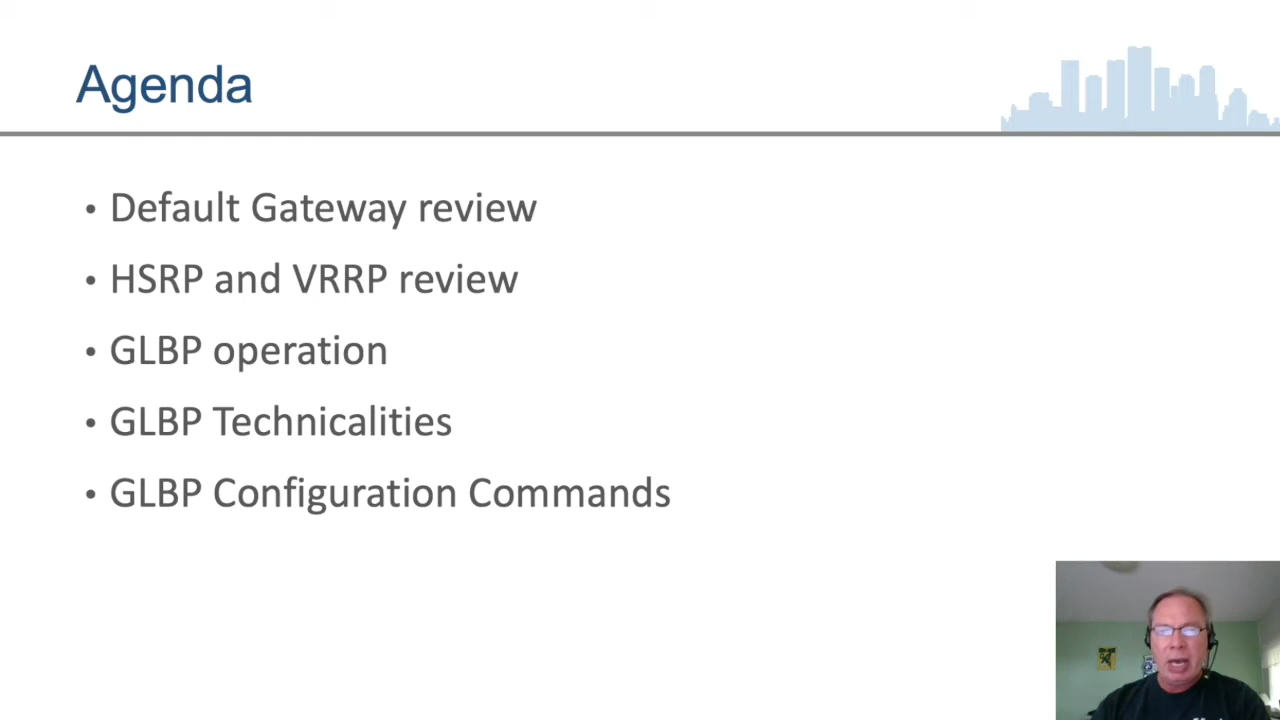 Agenda
• Default Gateway review
• HSRP and VRRP review
• GLBP operation
• GLBP Technicalities
• GLBP Configuration Commands